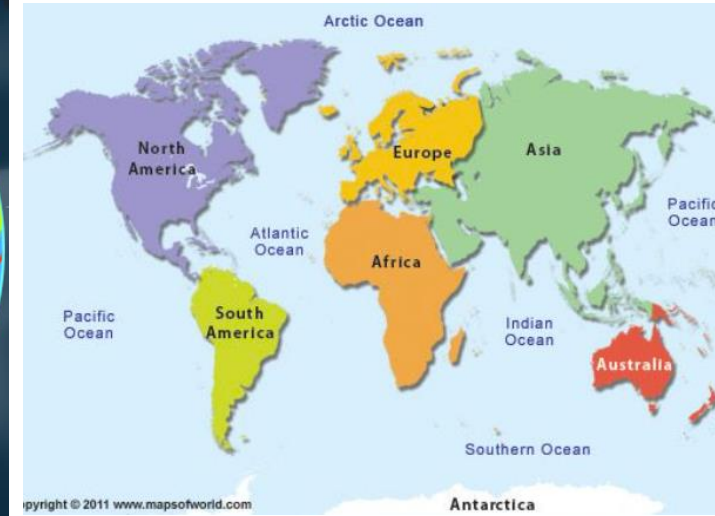 Arctic Ocean
North
America
Europe
Asia
Pacific
Ocean
Atlantic
Ocean
Africa
Pacific
Ocean
South
America
Indian
Ocean
Australia
Southern Ocean
pyright © 2011 www.mapsofworld.com
Antarctica